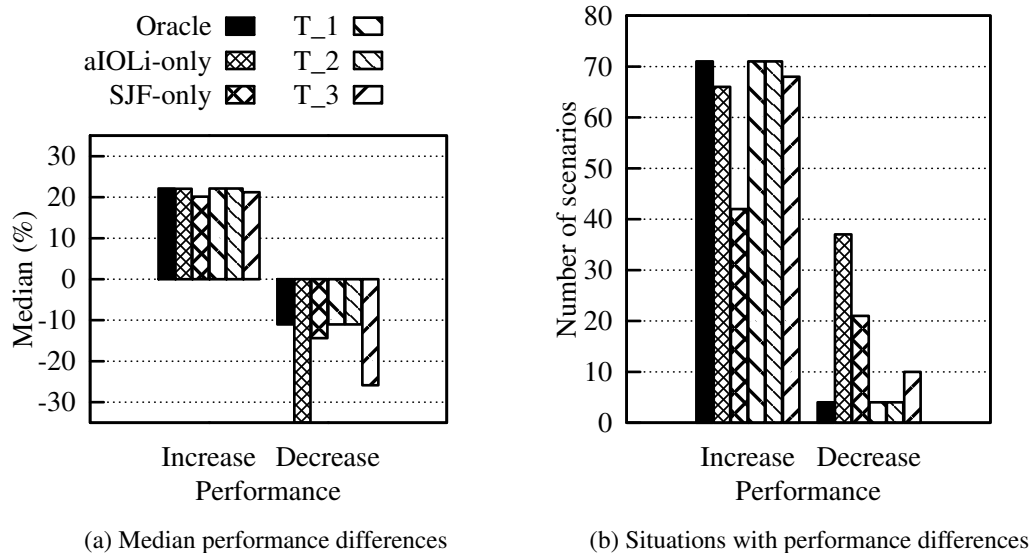 Oracle T_1
aIOLi-only T_2
SJF-only T_3
Median (%)
30
20
10
0
-10
-20
-30
Increase Decrease
Performance
(a) Median performance differences
Number of scenarios
80
70
60
50
40
30
20
10
0
Increase Decrease
Performance
(b) Situations with performance differences